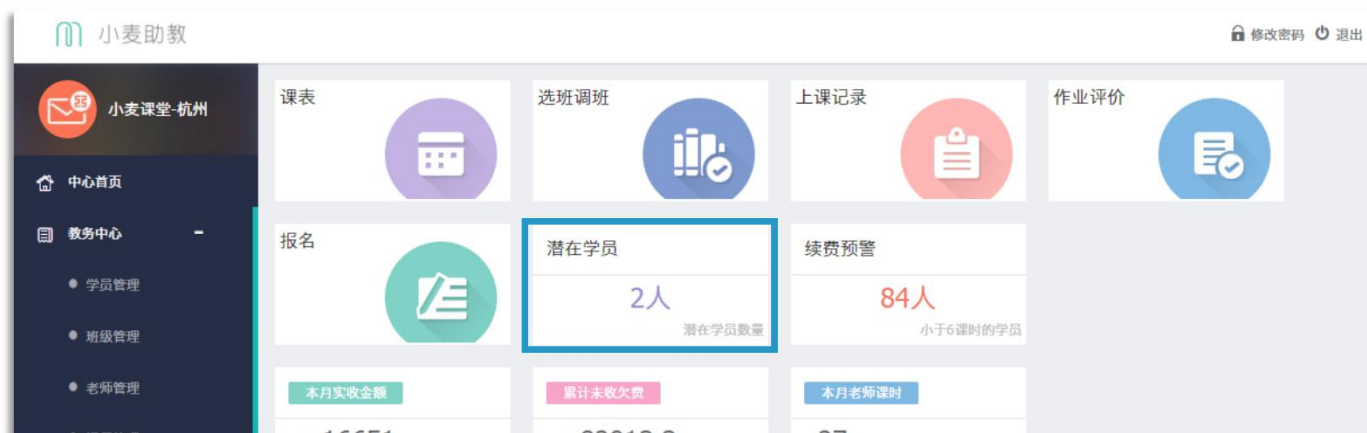 小麦助教
修改密码 退出
小麦课堂-杭州
中心首页
教务中心
学员管理
班级管理
老师管理
课表
选班调班
上课记录
作业评价
报名
潜在学员
2人
潜在学员数量
续费预警
84人
小于6课时的学员
本月实收金额
累计未收欠费
本月老师课时